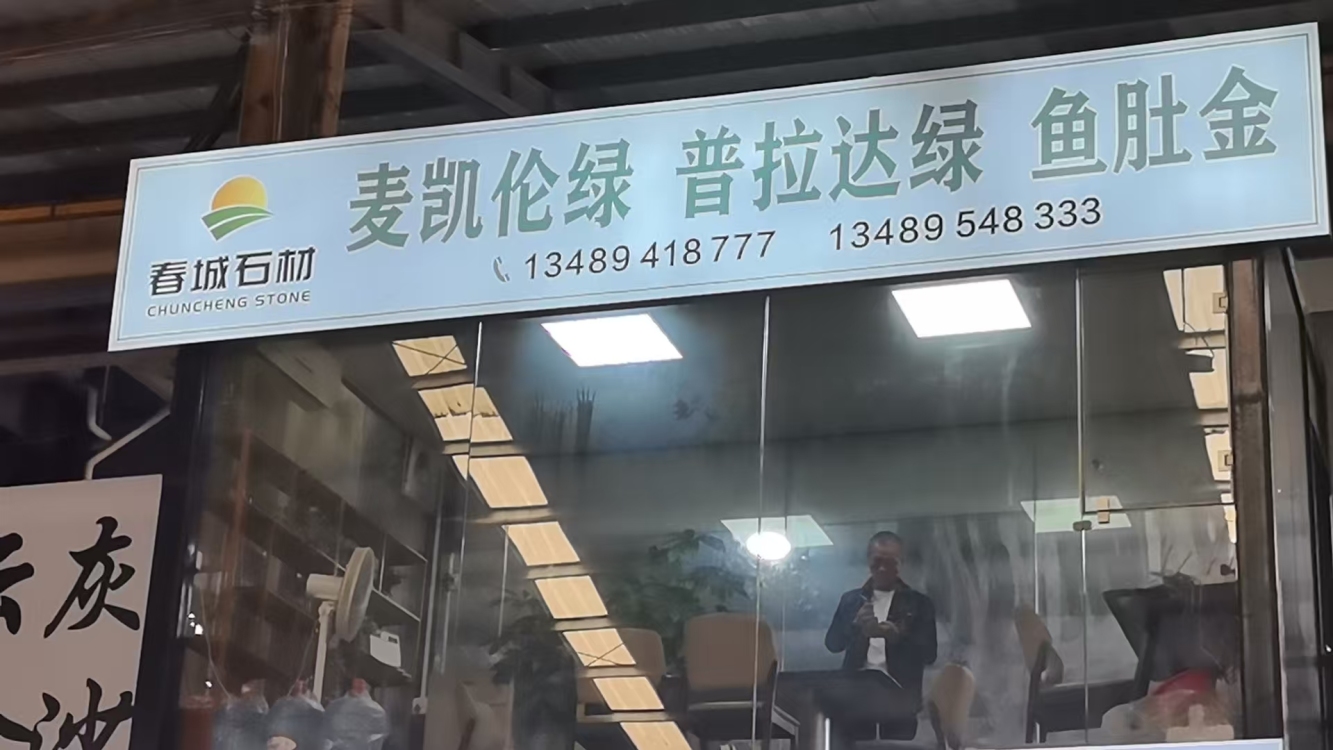 麦凯伦绿 普拉达绿 鱼肚金
13489 418 777 13489 548 333
春城石材
CHUNCHENG STONE
灰